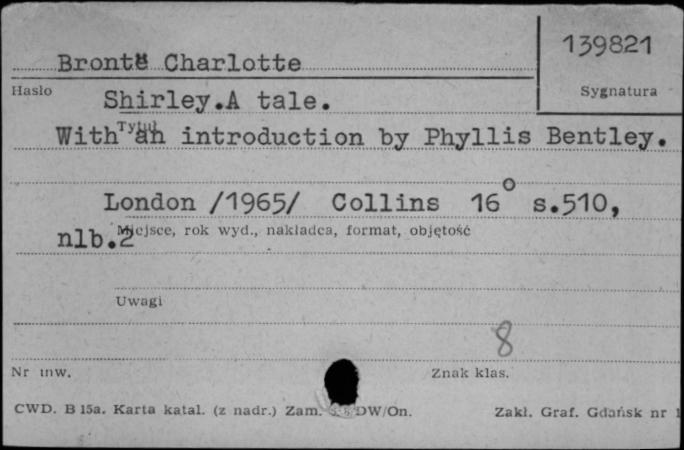 139821
Brontë Charlotte
Hasło
Sygnatura
Shirley.A tale.
Tytuł
With an introduction by Phyllis Bentley.
London /1965/ Collins 16° s.510,
nlb.2
Miejsce, rok wyd., nakładca, format, objętość
Uwagi
8
Nr inw.
Znak klas.
CWD. B 15a. Karta katal. (z nadr.) Zam. DW/On.
Zakł. Graf. Gdańsk nr 1